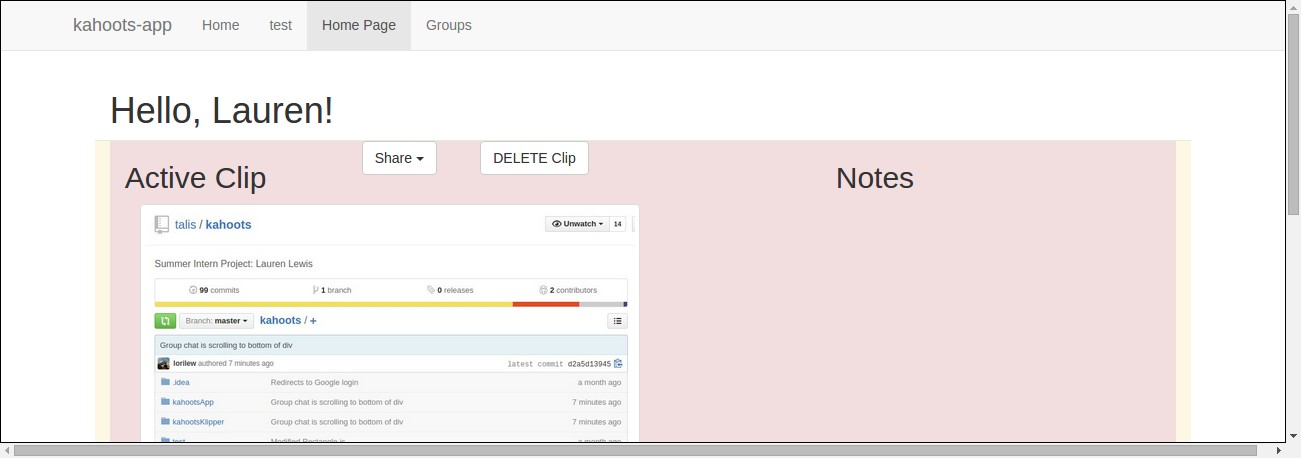 kahoots-app Home test Home Page Groups
Hello, Lauren!
Share DELETE Clip
Active Clip Notes
talis / kahoots Unwatch 14
Summer Intern Project: Lauren Lewis
99 commits 1 branch 0 releases 2 contributors
Branch: master kahoots / +
Group chat is scrolling to bottom of div
lorilew authored 7 minutes ago latest commit d2a5d13945
.idea Redirects to Google login a month ago
kahootsApp Group chat is scrolling to bottom of div 7 minutes ago
kahootsKlipper Group chat is scrolling to bottom of div 7 minutes ago
test Modified Rectangle.js a month ago